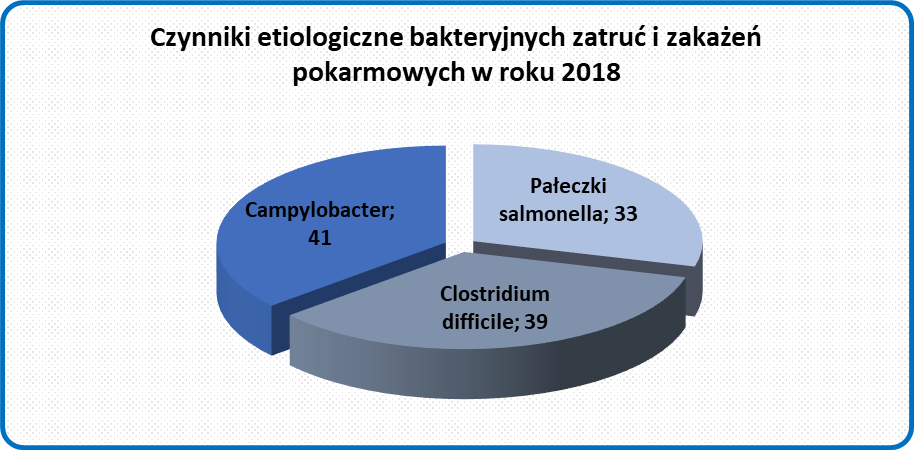 Czynniki etiologiczne bakteryjnych zatruć i zakażeń
pokarmowych w roku 2018
Pałeczki
salmonella; 33
Campylobacter;
41
Clostridium
difficile; 39